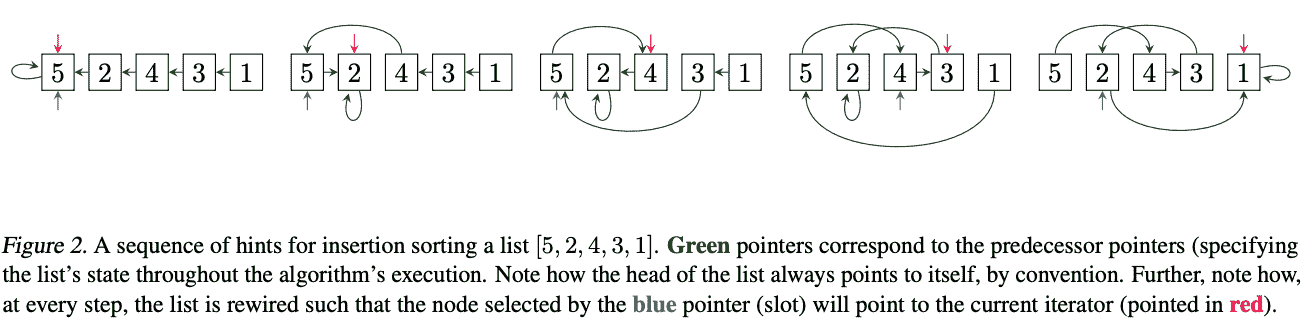 5 2 4 3 1 5 2 4 3 1 5 2 4 3 1 5 2 4 3 1 5 2 4 3 1
Figure 2. A sequence of hints for insertion sorting a list [5, 2, 4, 3, 1]. Green pointers correspond to the predecessor pointers (specifying
the list's state throughout the algorithm's execution. Note how the head of the list always points to itself, by convention. Further, note how,
at every step, the list is rewired such that the node selected by the blue pointer (slot) will point to the current iterator (pointed in red).